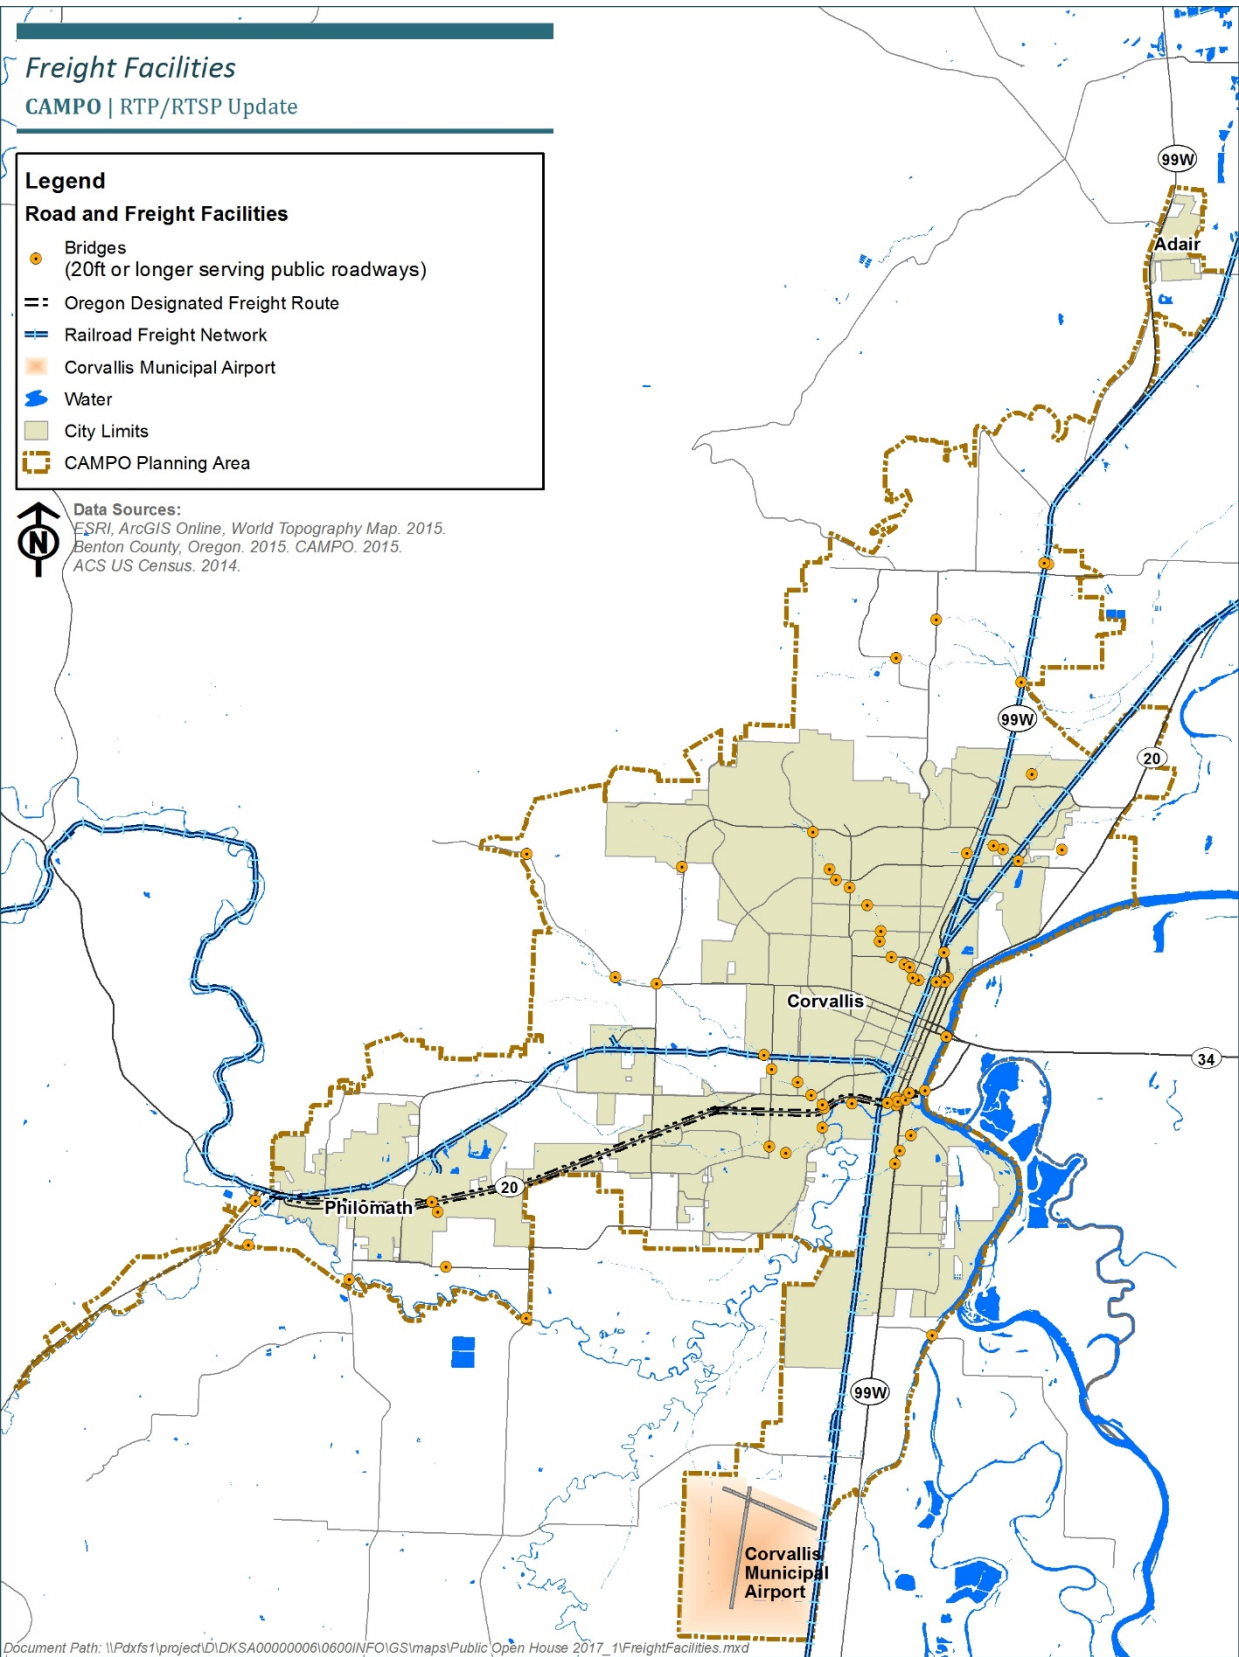 Freight Facilities
CAMPO | RTP/RTSP Update
Legend
Road and Freight Facilities
Bridges
(20ft or longer serving public roadways)
Oregon Designated Freight Route
Railroad Freight Network
Corvallis Municipal Airport
Water
City Limits
CAMPO Planning Area
N
Data Sources:
ESRI, ArcGIS Online, World Topography Map. 2015.
Benton County, Oregon. 2015. CAMPO. 2015.
ACS US Census. 2014.
99W
Adair
99W
20
Corvallis
34
20
Philomath
99W
Corvallis
Municipal
Airport
Document Path: \\Pdxfs1\project\D\DKSA00000006\0600INFO\GS\maps\Public Open House 2017_1\FreightFacilities.mxd